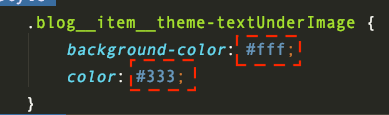 .blog__item__theme-textUnderImage {
background-color: #fff;
color: #333;
}